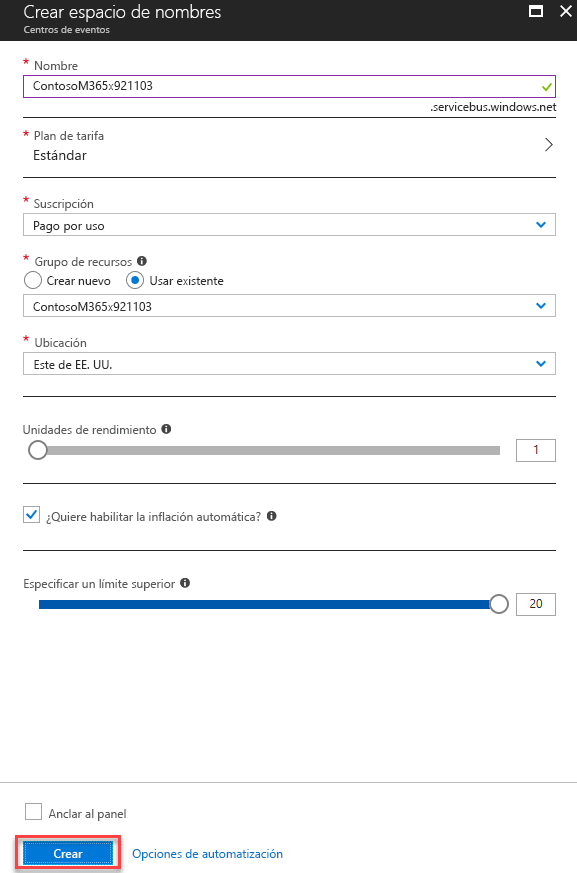 Crear espacio de nombres
Centros de eventos
* Nombre
ContosoM365x921103
.servicebus.windows.net
* Plan de tarifa
Estándar
* Suscripción
Pago por uso
* Grupo de recursos
Crear nuevo Usar existente
ContosoM365x921103
* Ubicación
Este de EE. UU.
Unidades de rendimiento
1
¿Quiere habilitar la inflación automática?
Especificar un límite superior
20
Anclar al panel
Crear Opciones de automatización